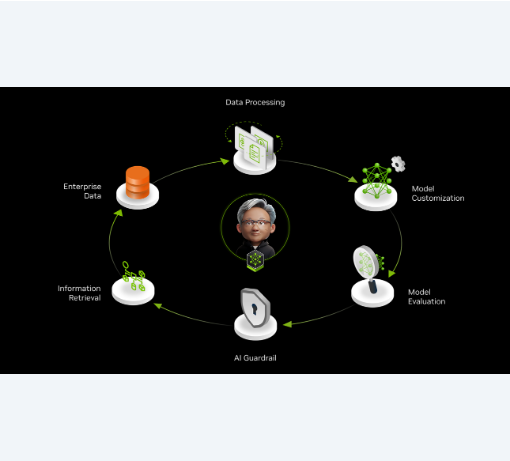 Data Processing
Enterprise
Data
Model
Customization
Information
Retrieval
Model
Evaluation
AI Guardrail